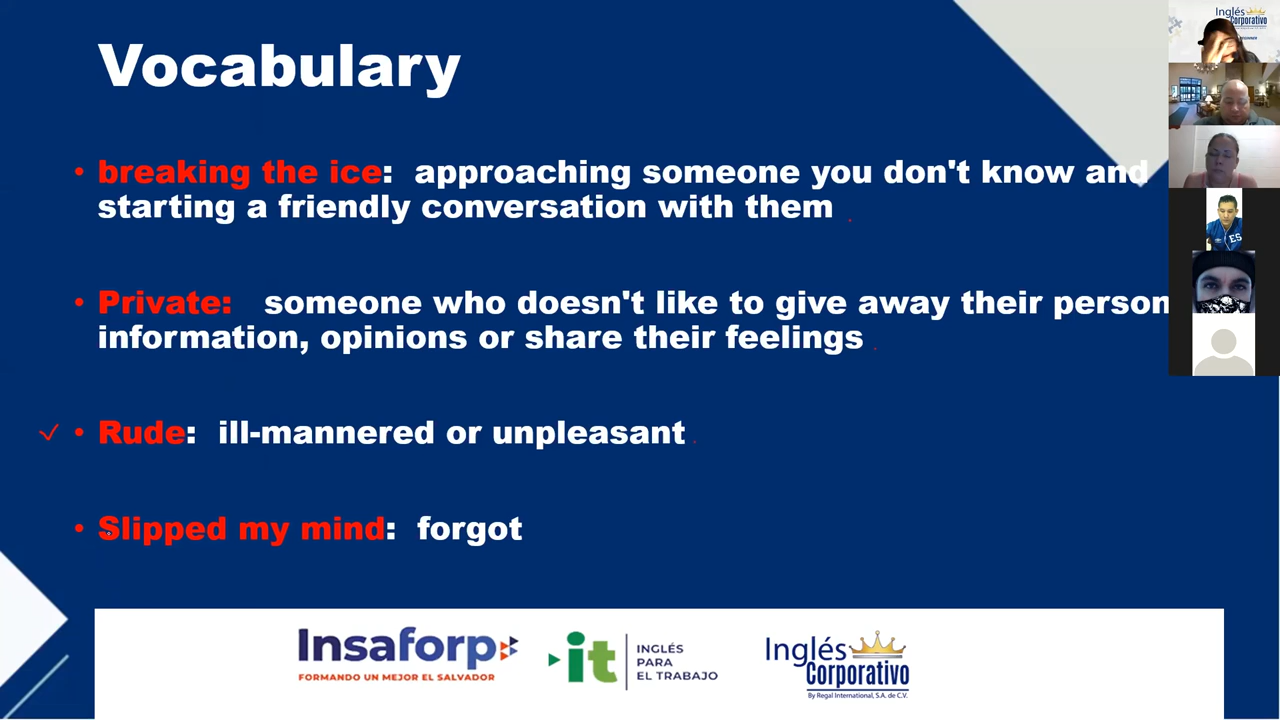 Vocabulary
• breaking the ice: approaching someone you don't know and
starting a friendly conversation with them
• Private: someone who doesn't like to give away their person
information, opinions or share their feelings
• Rude: ill-mannered or unpleasant
• Slipped my mind: forgot
Insaforp
FORMANDO UN MEJOR EL SALVADOR
it
INGLÉS
PARA
EL TRABAJO
Inglés
Corporativo
By Regal International, S.A. de C.V.
Inglés
Corporativo
ES